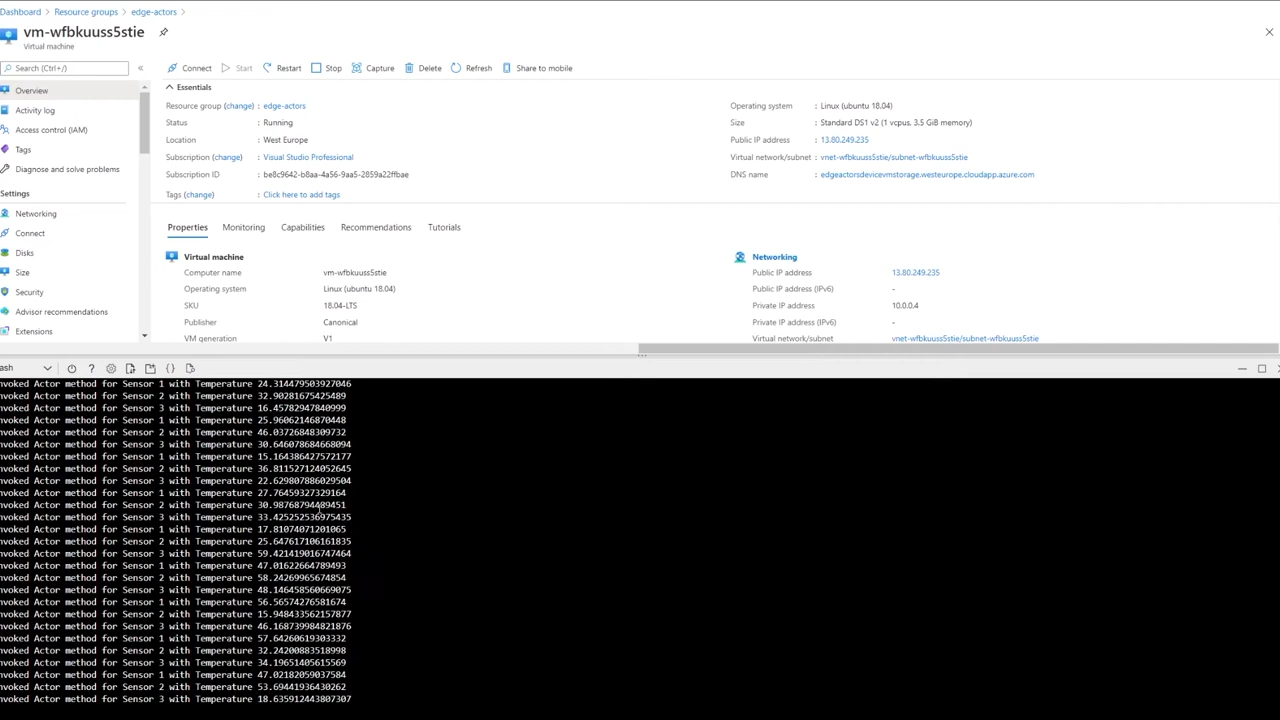 Dashboard > Resource groups > edge-actors >
vm-wfbkuuss5stie
Virtual machine
Search (Ctrl+/)
«
Connect Start Restart Stop Capture Delete Refresh Share to mobile
Overview
Activity log
Access control (IAM)
Tags
Diagnose and solve problems
Settings
Networking
Connect
Disks
Size
Security
Advisor recommendations
Extensions
Essentials
Resource group (change) : edge-actors
Status : Running
Location : West Europe
Subscription (change) : Visual Studio Professional
Subscription ID : be8c9642-b8aa-4a56-9aa5-2859a22ffbae
Tags (change) : Click here to add tags
Operating system : Linux (ubuntu 18.04)
Size : Standard DS1 v2 (1 vcpus, 3.5 GiB memory)
Public IP address : 13.80.249.235
Virtual network/subnet : vnet-wfbkuuss5stie/subnet-wfbkuuss5stie
DNS name : edgeactorsdevicevmstorage.westeurope.cloudapp.azure.com
Properties Monitoring Capabilities Recommendations Tutorials
Virtual machine
Computer name vm-wfbkuuss5stie
Operating system Linux (ubuntu 18.04)
SKU 18.04-LTS
Publisher Canonical
VM generation V1
Networking
Public IP address 13.80.249.235
Public IP address (IPv6) -
Private IP address 10.0.0.4
Private IP address (IPv6) -
Virtual network/subnet vnet-wfbkuuss5stie/subnet-wfbkuuss5stie
ash
nvoked Actor method for Sensor 1 with Temperature 24.314479503927046
nvoked Actor method for Sensor 2 with Temperature 32.90281675425489
nvoked Actor method for Sensor 3 with Temperature 16.45782947840999
nvoked Actor method for Sensor 1 with Temperature 25.96062146870448
nvoked Actor method for Sensor 2 with Temperature 46.03726848309732
nvoked Actor method for Sensor 3 with Temperature 30.646078684668094
nvoked Actor method for Sensor 1 with Temperature 15.164386427572177
nvoked Actor method for Sensor 2 with Temperature 36.811527124052645
nvoked Actor method for Sensor 3 with Temperature 22.629807886029504
nvoked Actor method for Sensor 1 with Temperature 27.76459327329164
nvoked Actor method for Sensor 2 with Temperature 30.98768794489451
nvoked Actor method for Sensor 3 with Temperature 33.425252536975435
nvoked Actor method for Sensor 1 with Temperature 17.81074071201065
nvoked Actor method for Sensor 2 with Temperature 25.647617106161835
nvoked Actor method for Sensor 3 with Temperature 59.421419016747464
nvoked Actor method for Sensor 1 with Temperature 47.01622664789493
nvoked Actor method for Sensor 2 with Temperature 58.24269965674854
nvoked Actor method for Sensor 3 with Temperature 48.146458560669075
nvoked Actor method for Sensor 1 with Temperature 56.56574276581674
nvoked Actor method for Sensor 2 with Temperature 15.948433562157877
nvoked Actor method for Sensor 3 with Temperature 46.168739984821876
nvoked Actor method for Sensor 1 with Temperature 57.64260619303332
nvoked Actor method for Sensor 2 with Temperature 32.24200883518998
nvoked Actor method for Sensor 3 with Temperature 34.19651405615569
nvoked Actor method for Sensor 1 with Temperature 47.02182059037584
nvoked Actor method for Sensor 2 with Temperature 53.69441936430262
nvoked Actor method for Sensor 3 with Temperature 18.635912443807307